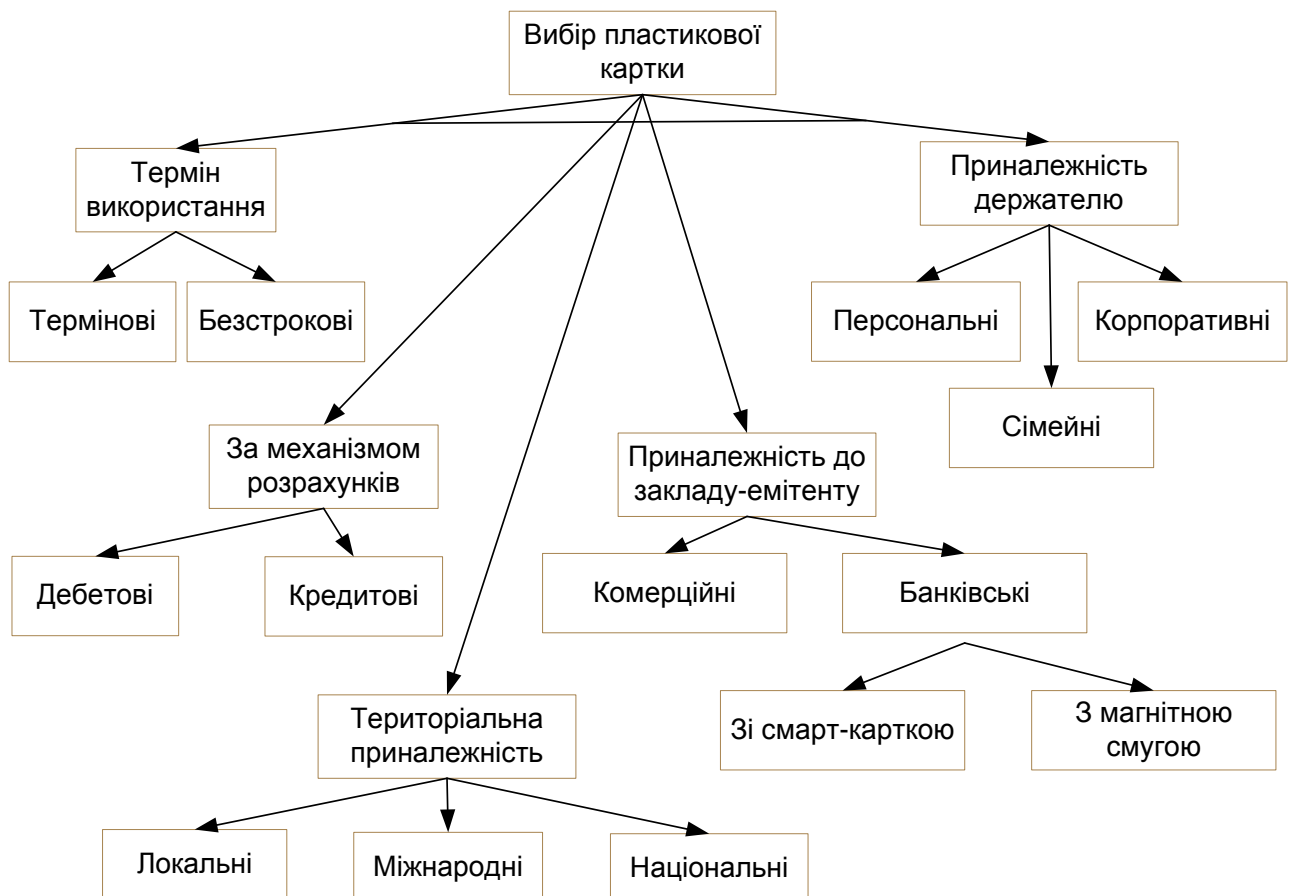 Вибір пластикової
картки
Термін
використання
Приналежність
держателю
Термінові
Безстрокові
Персональні
Корпоративні
Сімейні
За механізмом
розрахунків
Приналежність до
закладу-емітенту
Дебетові
Кредитові
Комерційні
Банківські
Територіальна
приналежність
Зі смарт-карткою
З магнітною
смугою
Локальні
Міжнародні
Національні